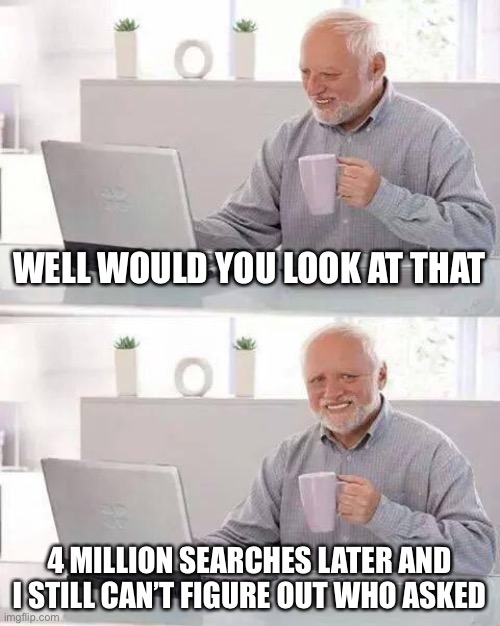 WELL WOULD YOU LOOK AT THAT
4 MILLION SEARCHES LATER AND
I STILL CAN’T FIGURE OUT WHO ASKED
imgflip.com